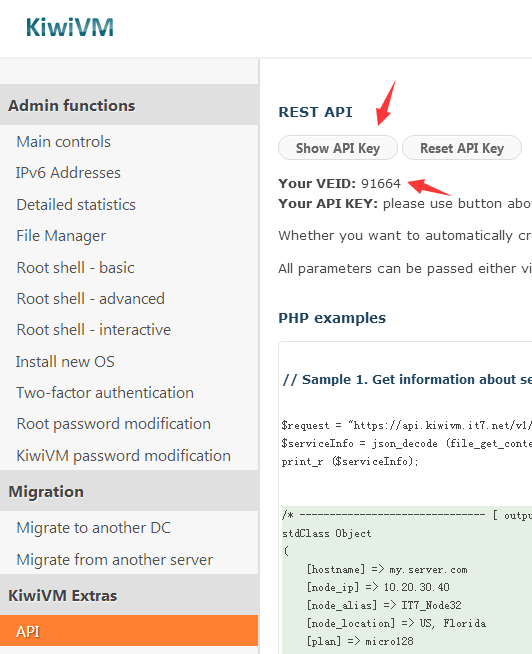 KiwiVM
Admin functions
Main controls
IPv6 Addresses
Detailed statistics
File Manager
Root shell - basic
Root shell - advanced
Root shell - interactive
Install new OS
Two-factor authentication
Root password modification
KiwiVM password modification
Migration
Migrate to another DC
Migrate from another server
KiwiVM Extras
API
REST API
Show API Key Reset API Key
Your VEID: 91664
Your API KEY: please use button abo
Whether you want to automatically cr
All parameters can be passed either vi
PHP examples
// Sample 1. Get information about se
$request = "https://api.kiwivm.it7.net/v1/
$serviceInfo = json_decode (file_get_conte
print_r ($serviceInfo);
/* ------------------------------- [ outpu
stdClass Object
(
[hostname] => my.server.com
[node_ip] => 10.20.30.40
[node_alias] => IT7_Node32
[node_location] => US, Florida
[plan] => micro128